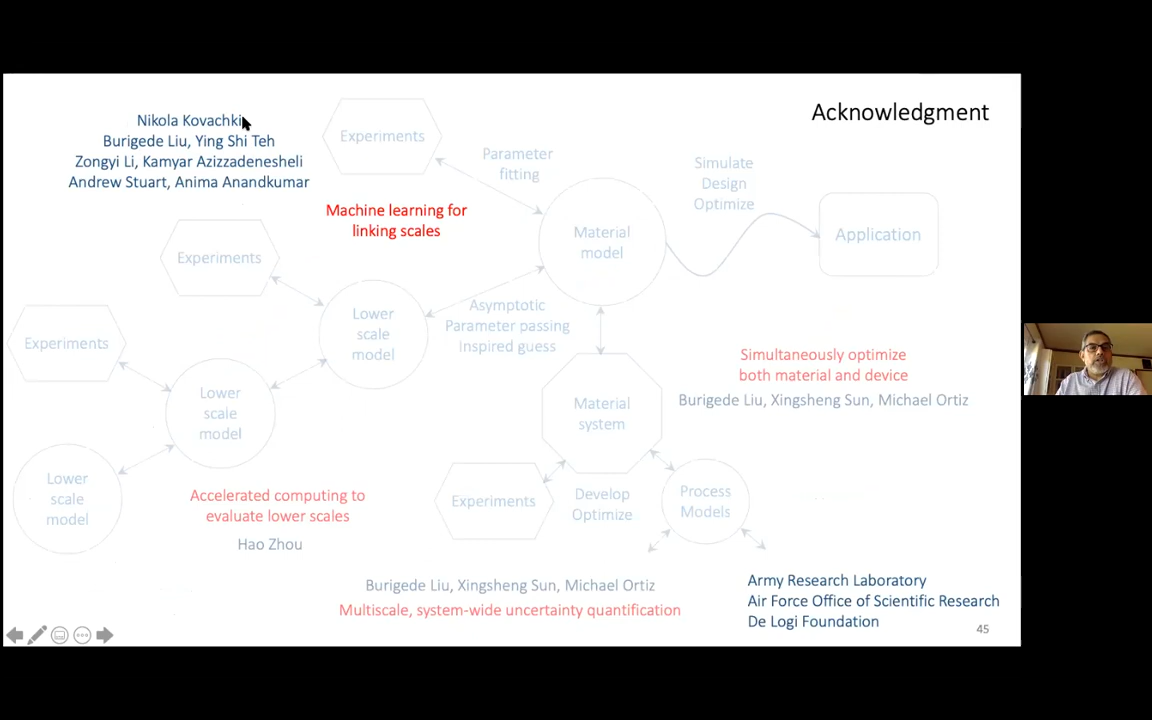 Acknowledgment
Nikola Kovachki
Burigede Liu, Ying Shi Teh
Zongyi Li, Kamyar Azizzadenesheli
Andrew Stuart, Anima Anandkumar
Experiments
Parameter
fitting
Simulate
Design
Optimize
Machine learning for
linking scales
Material
model
Application
Experiments
Lower
scale
model
Asymptotic
Parameter passing
Inspired guess
Experiments
Simultaneously optimize
both material and device
Burigede Liu, Xingsheng Sun, Michael Ortiz
Lower
scale
model
Material
system
Lower
scale
model
Accelerated computing to
evaluate lower scales
Hao Zhou
Experiments
Develop
Optimize
Process
Models
Burigede Liu, Xingsheng Sun, Michael Ortiz
Multiscale, system-wide uncertainty quantification
Army Research Laboratory
Air Force Office of Scientific Research
De Logi Foundation
45